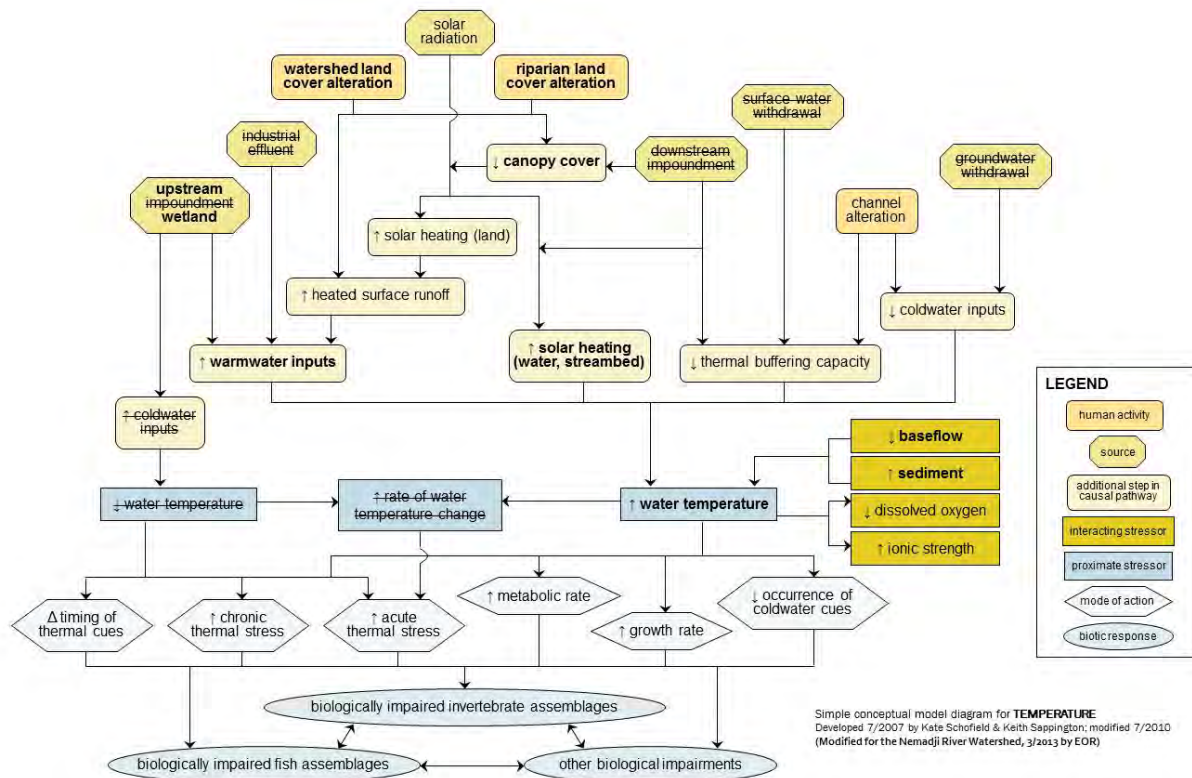 solar
radiation
watershed land
cover alteration
riparian land
cover alteration
surface water
withdrawal
industrial
effluent
↓ canopy cover
downstream
impoundment
groundwater
withdrawal
upstream
impoundment
wetland
channel
alteration
↑ solar heating (land)
↑ heated surface runoff
↓ coldwater inputs
↑ warmwater inputs
↑ solar heating
(water, streambed)
↓ thermal buffering capacity
↑ coldwater
inputs
↓ baseflow
↑ sediment
↓ water temperature
↑ rate of water
temperature change
↑ water temperature
↓ dissolved oxygen
↑ ionic strength
Δ timing of
thermal cues
↑ chronic
thermal stress
↑ acute
thermal stress
↑ metabolic rate
↑ growth rate
↓ occurrence of
coldwater cues
biologically impaired invertebrate assemblages
biologically impaired fish assemblages
other biological impairments
LEGEND
human activity
source
additional step in
causal pathway
interacting stressor
proximate stressor
mode of action
biotic response
Simple conceptual model diagram for TEMPERATURE
Developed 7/2007 by Kate Schofield & Keith Sappington; modified 7/2010
(Modified for the Nemadji River Watershed, 3/2013 by EOR)